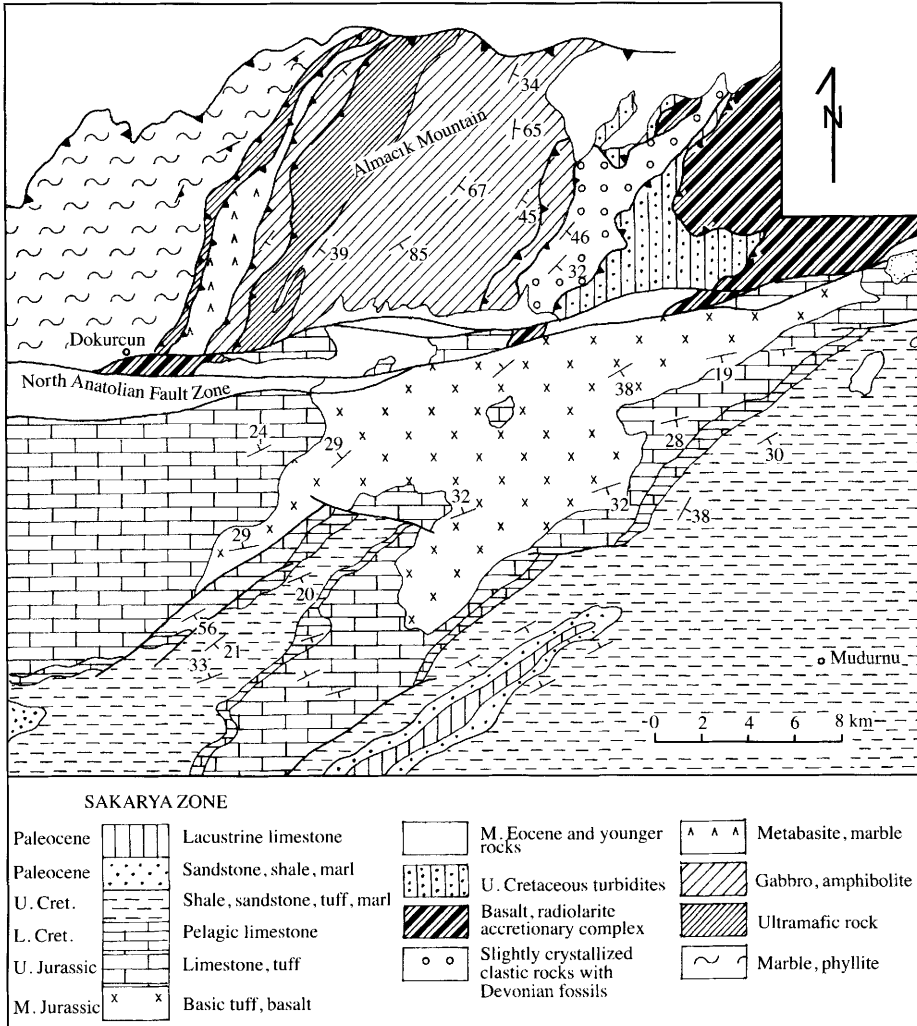 N
34
65
Almacık Mountain
67
45
46
39
85
32
Dokurcun
North Anatolian Fault Zone
19
38
24
29
28
30
32
32
38
29
20
56
21
33
Mudurnu
0 2 4 6 8 km
SAKARYA ZONE
Paleocene Lacustrine limestone
Paleocene Sandstone, shale, marl
U. Cret. Shale, sandstone, tuff, marl
L. Cret. Pelagic limestone
U. Jurassic Limestone, tuff
M. Jurassic Basic tuff, basalt
M. Eocene and younger
rocks
U. Cretaceous turbidites
Basalt, radiolarite
accretionary complex
Slightly crystallized
clastic rocks with
Devonian fossils
Metabasite, marble
Gabbro, amphibolite
Ultramafic rock
Marble, phyllite